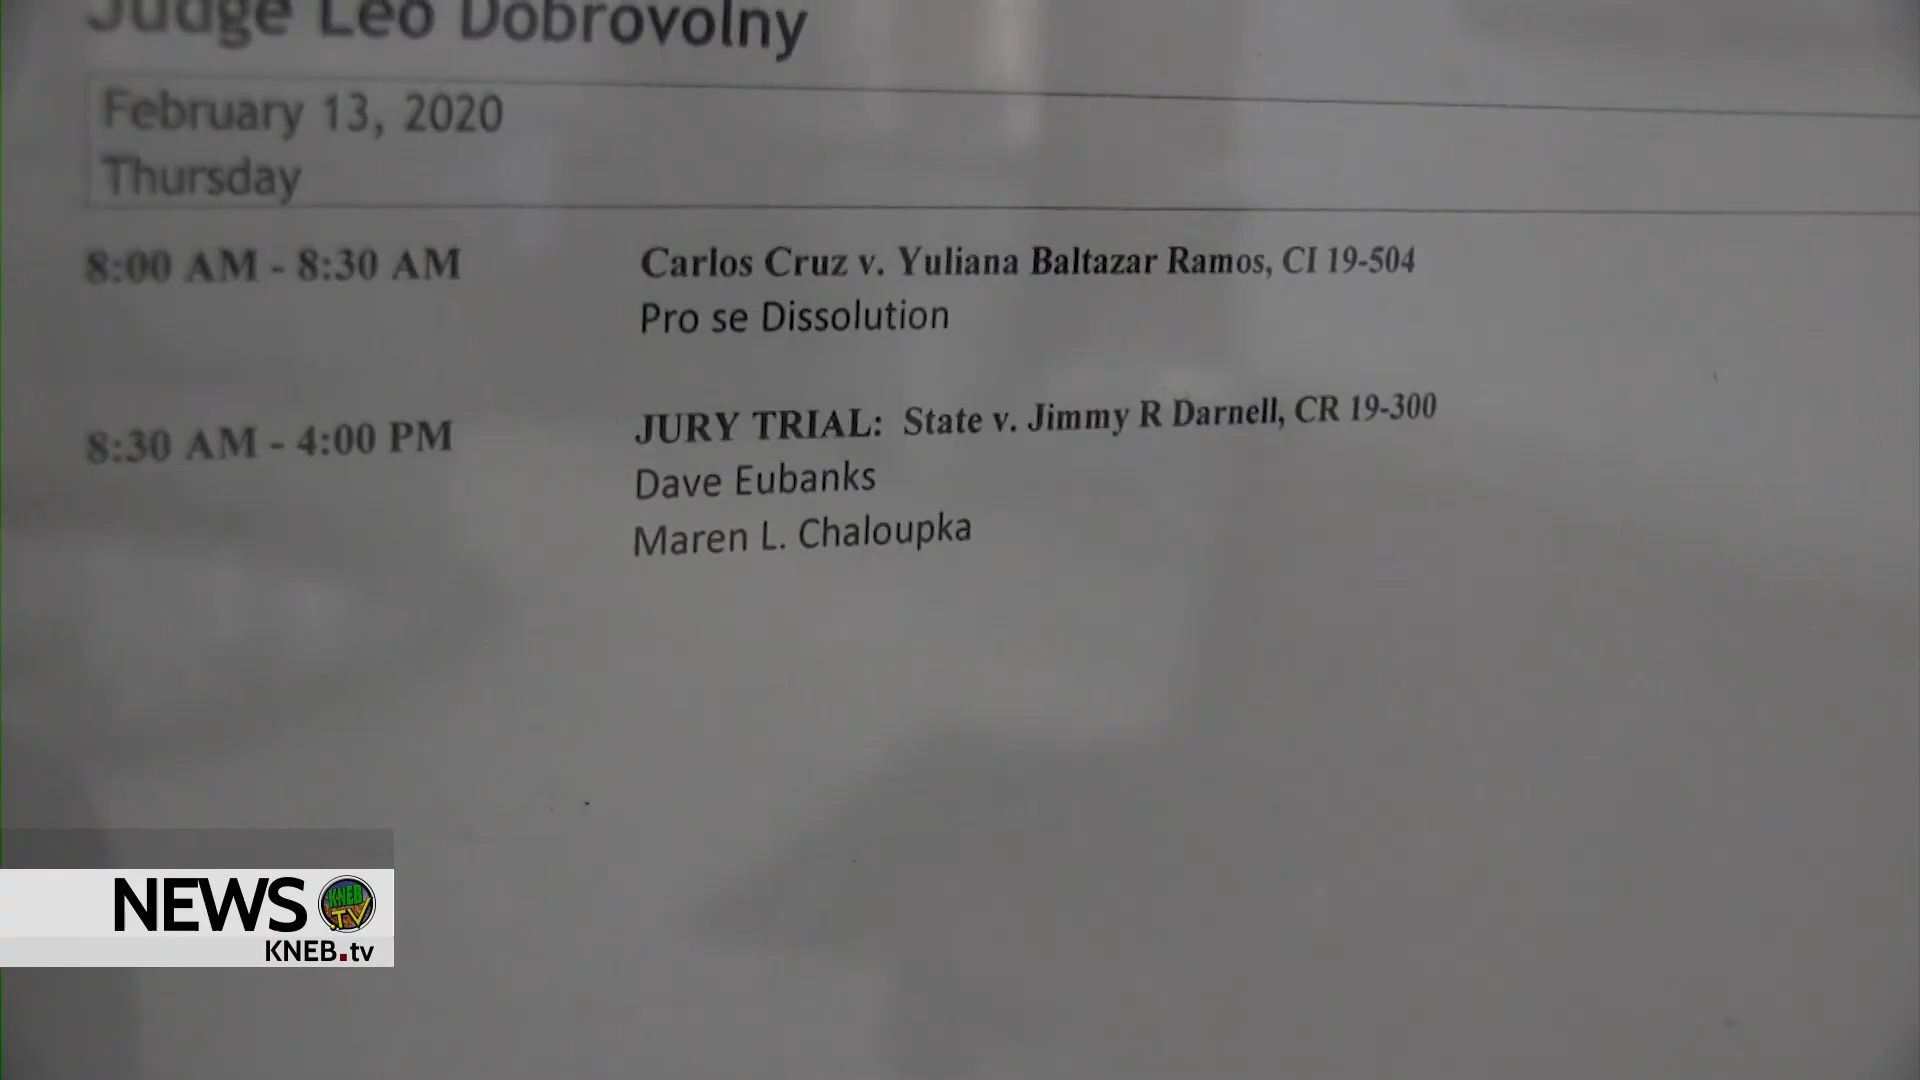 Judge Leo Dobrovolny
February 13, 2020
Thursday
8:00 AM - 8:30 AM
Carlos Cruz v. Yuliana Baltazar Ramos, CI 19-504
Pro se Dissolution
8:30 AM - 4:00 PM
JURY TRIAL: State v. Jimmy R Darnell, CR 19-300
Dave Eubanks
Maren L. Chaloupka
NEWS
KNEB
.TV
KNEB.tv